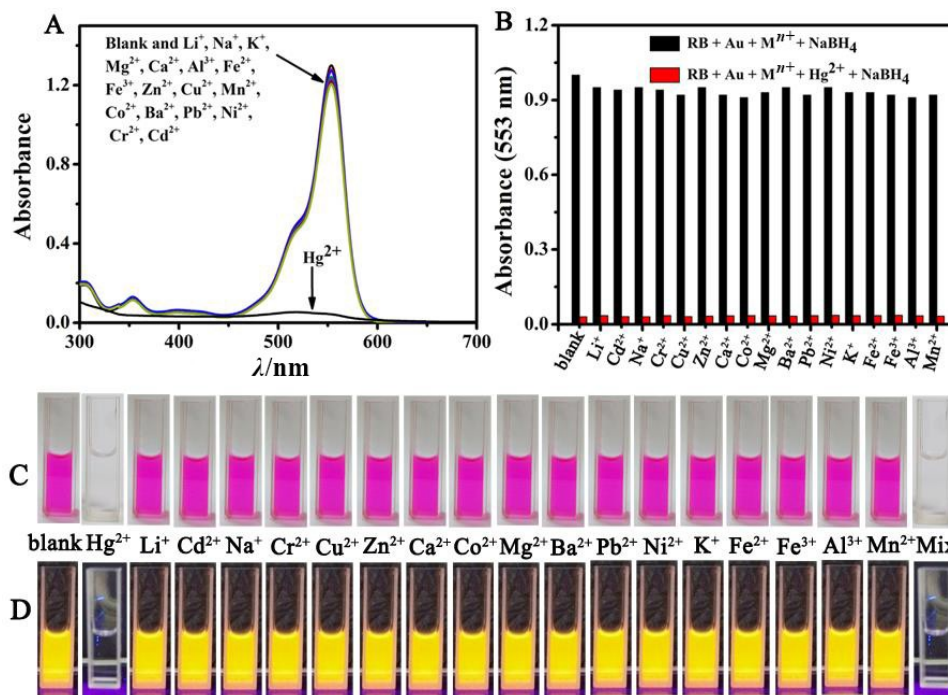 A
Blank and Li⁺, Na⁺, K⁺,
Mg²⁺, Ca²⁺, Al³⁺, Fe²⁺,
Fe³⁺, Zn²⁺, Cu²⁺, Mn²⁺,
Co²⁺, Ba²⁺, Pb²⁺, Ni²⁺,
Cr²⁺, Cd²⁺
Hg²⁺
Absorbance
1.2
0.8
0.4
0.0
300 400 500 600 700
λ/nm
B
RB + Au + Mⁿ⁺ + NaBH₄
RB + Au + Mⁿ⁺ + Hg²⁺ + NaBH₄
Absorbance (553 nm)
1.2
0.9
0.6
0.3
0.0
blank Li⁺ Cd²⁺ Na⁺ Cr²⁺ Cu²⁺ Zn²⁺ Ca²⁺ Co²⁺ Mg²⁺ Ba²⁺ Pb²⁺ Ni²⁺ K⁺ Fe²⁺ Fe³⁺ Al³⁺ Mn²⁺
C
blank Hg²⁺ Li⁺ Cd²⁺ Na⁺ Cr²⁺ Cu²⁺ Zn²⁺ Ca²⁺ Co²⁺ Mg²⁺ Ba²⁺ Pb²⁺ Ni²⁺ K⁺ Fe²⁺ Fe³⁺ Al³⁺ Mn²⁺ Mix
D